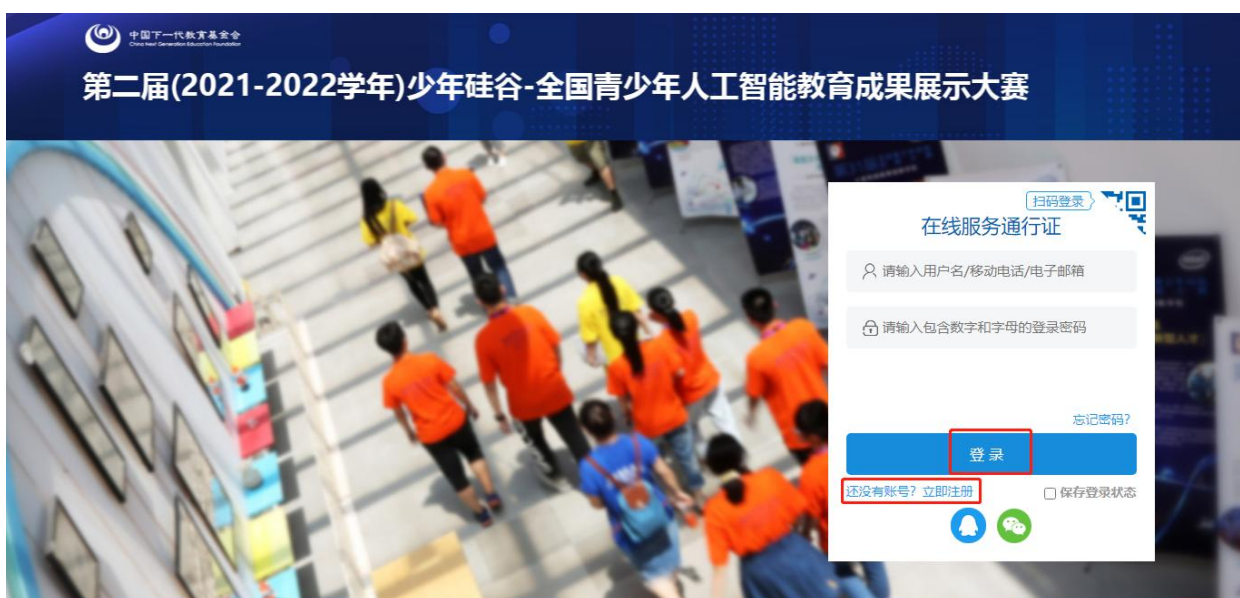 中国下一代教育基金会
China Next Generation Education Foundation
第二届(2021-2022学年)少年硅谷-全国青少年人工智能教育成果展示大赛
扫码登录
在线服务通行证
请输入用户名/移动电话/电子邮箱
请输入包含数字和字母的登录密码
忘记密码?
登 录
还没有账号? 立即注册
保存登录状态